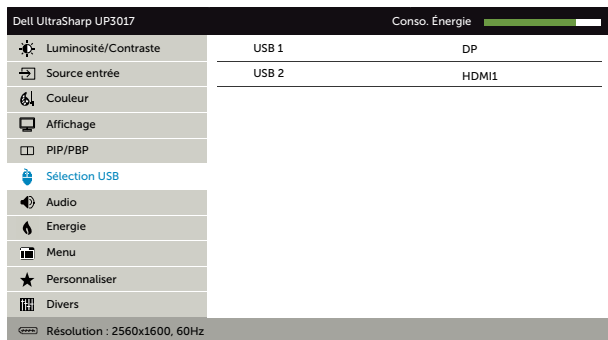 Dell UltraSharp UP3017 Conso. Énergie
Luminosité/Contraste USB 1 DP
Source entrée USB 2 HDMI1
Couleur
Affichage
PIP/PBP
Sélection USB
Audio
Energie
Menu
Personnaliser
Divers
Résolution : 2560x1600, 60Hz